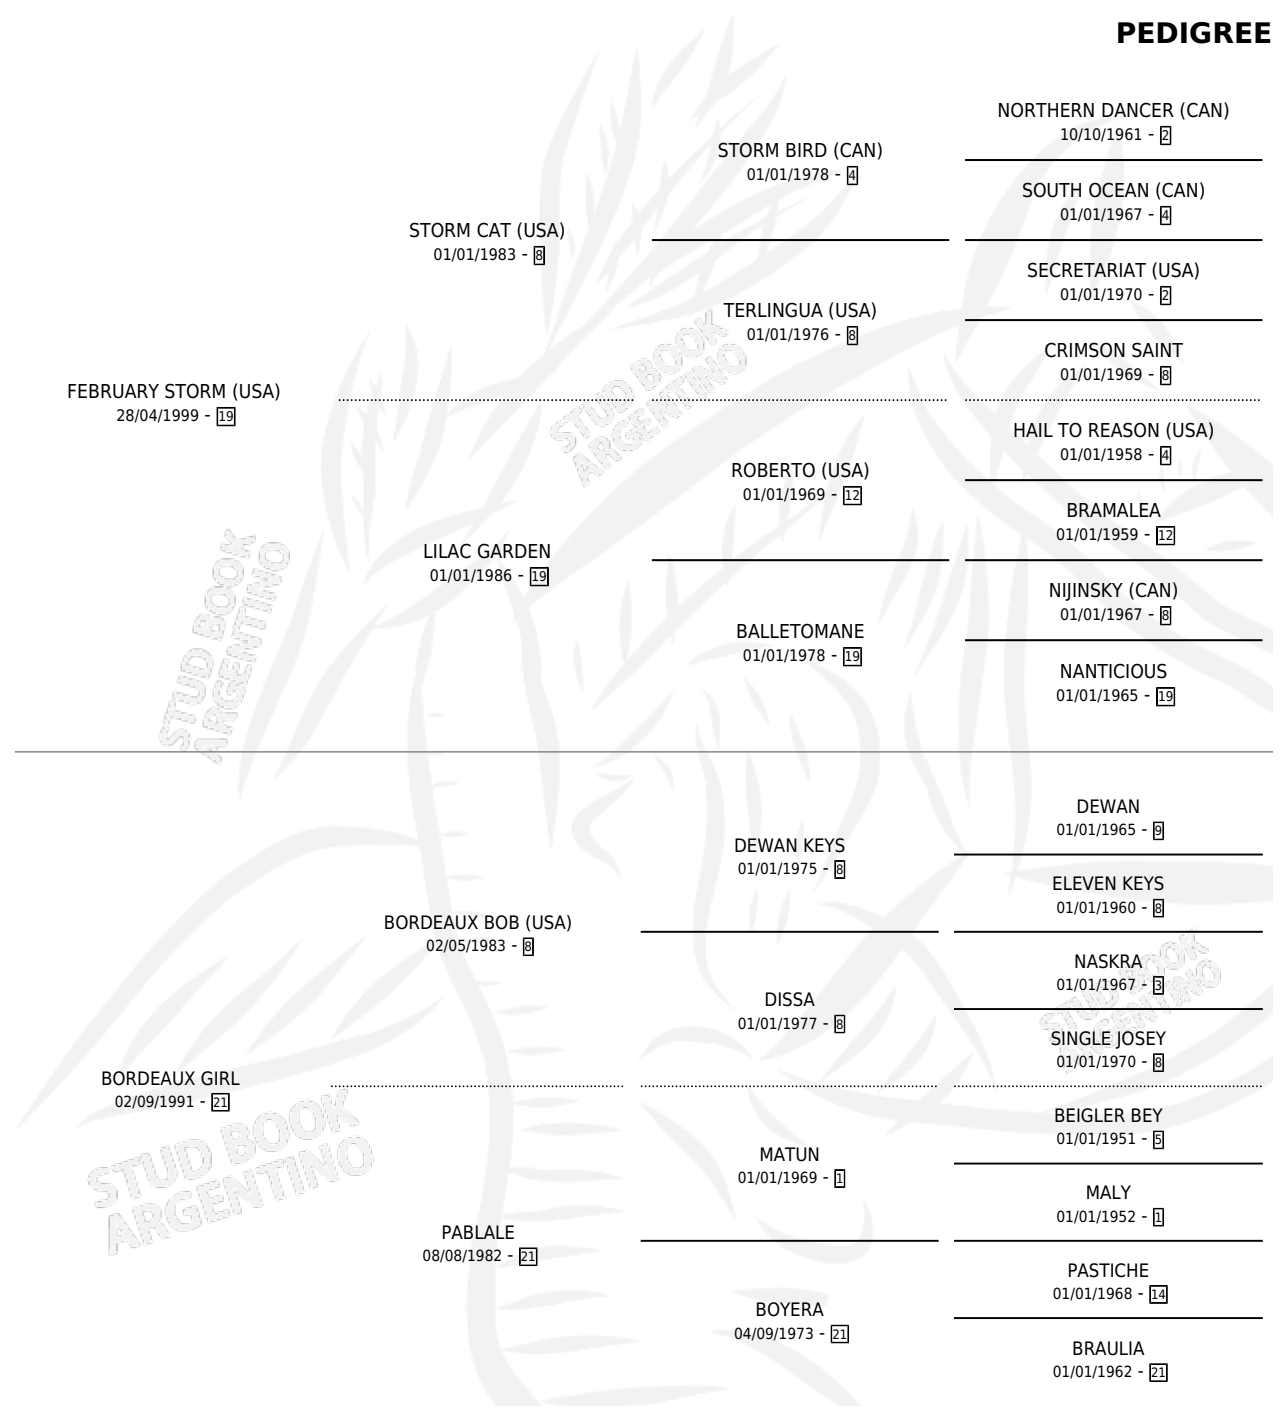 PEDIGREE
NORTHERN DANCER (CAN)
10/10/1961 - 2
STORM BIRD (CAN)
01/01/1978 - 4
SOUTH OCEAN (CAN)
01/01/1967 - 4
STORM CAT (USA)
01/01/1983 - 8
SECRETARIAT (USA)
01/01/1970 - 2
TERLINGUA (USA)
01/01/1976 - 8
CRIMSON SAINT
01/01/1969 - 8
FEBRUARY STORM (USA)
28/04/1999 - 19
HAIL TO REASON (USA)
01/01/1958 - 4
ROBERTO (USA)
01/01/1969 - 12
BRAMALEA
01/01/1959 - 12
LILAC GARDEN
01/01/1986 - 19
NIJINSKY (CAN)
01/01/1967 - 8
BALLETOMANE
01/01/1978 - 19
NANTICIOUS
01/01/1965 - 19
DEWAN
01/01/1965 - 9
DEWAN KEYS
01/01/1975 - 8
ELEVEN KEYS
01/01/1960 - 8
BORDEAUX BOB (USA)
02/05/1983 - 8
NASKRA
01/01/1967 - 3
DISSA
01/01/1977 - 8
SINGLE JOSEY
01/01/1970 - 8
BORDEAUX GIRL
02/09/1991 - 21
BEIGLER BEY
01/01/1951 - 5
MATUN
01/01/1969 - 1
MALY
01/01/1952 - 1
PABLALE
08/08/1982 - 21
PASTICHE
01/01/1968 - 14
BOYERA
04/09/1973 - 21
BRAULIA
01/01/1962 - 21
STUD BOOK
ARGENTINO
STUD BOOK
ARGENTINO
STUD BOOK
ARGENTINO
STUD BOOK
ARGENTINO